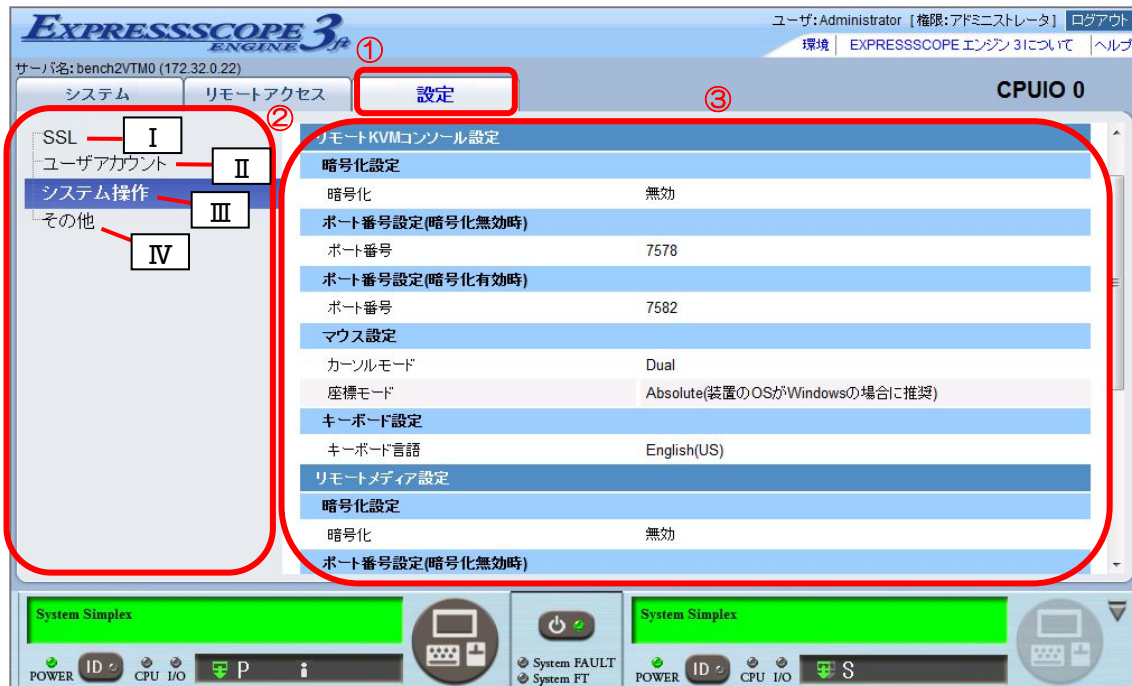 EXPRESSSCOPE ENGINE 3 ft
ユーザ:Administrator [権限:アドミニストレータ] ログアウト
環境 EXPRESSSCOPE エンジン 3について ヘルプ
サーバ名: bench2VTM0 (172.32.0.22)
①
システム リモートアクセス 設定 CPUIO 0
②
③
SSL Ⅰ
ユーザアカウント Ⅱ
システム操作 Ⅲ
その他 Ⅳ
リモートKVMコンソール設定
暗号化設定
暗号化 無効
ポート番号設定(暗号化無効時)
ポート番号 7578
ポート番号設定(暗号化有効時)
ポート番号 7582
マウス設定
カーソルモード Dual
座標モード Absolute(装置のOSがWindowsの場合に推奨)
キーボード設定
キーボード言語 English(US)
リモートメディア設定
暗号化設定
暗号化 無効
ポート番号設定(暗号化無効時)
System Simplex
POWER ID CPU I/O P i
System FAULT
System FT
System Simplex
POWER ID CPU I/O S